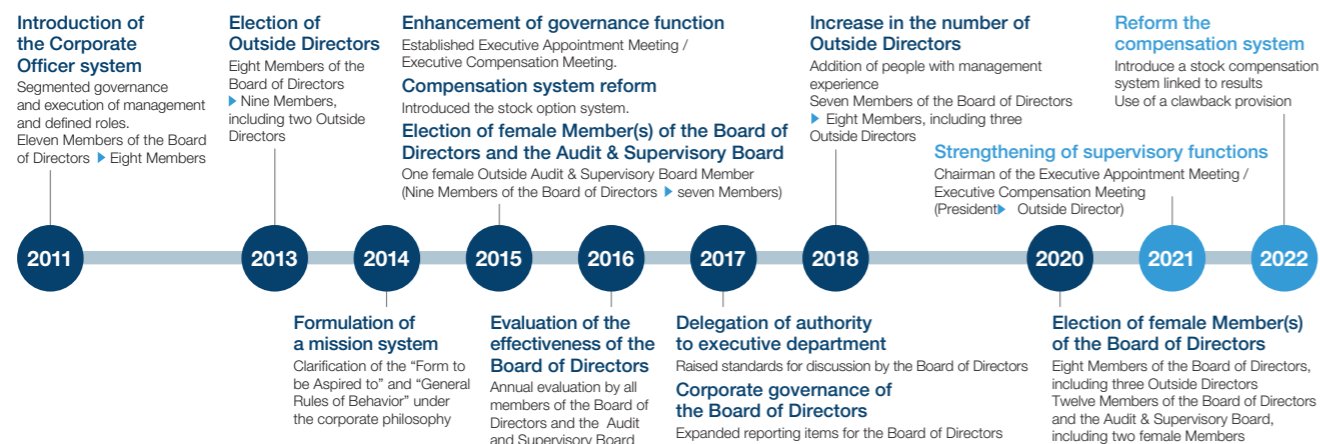 Introduction of
the Corporate
Officer system
Segmented governance
and execution of management
and defined roles.
Eleven Members of the Board
of Directors ▶ Eight Members
Election of
Outside Directors
Eight Members of the
Board of Directors
▶ Nine Members,
including two Outside
Directors
Enhancement of governance function
Established Executive Appointment Meeting /
Executive Compensation Meeting.
Compensation system reform
Introduced the stock option system.
Election of female Member(s) of the Board of
Directors and the Audit & Supervisory Board
One female Outside Audit & Supervisory Board Member
(Nine Members of the Board of Directors ▶ seven Members)
Increase in the number of
Outside Directors
Addition of people with management
experience
Seven Members of the Board of Directors
▶ Eight Members, including three
Outside Directors
Strengthening of supervisory functions
Chairman of the Executive Appointment Meeting /
Executive Compensation Meeting
(President▶ Outside Director)
Reform the
compensation system
Introduce a stock compensation
system linked to results
Use of a clawback provision
2011
2013
2014
2015
2016
2017
2018
2020
2021
2022
Formulation of
a mission system
Clarification of the “Form to
be Aspired to” and “General
Rules of Behavior” under
the corporate philosophy
Evaluation of the
effectiveness of the
Board of Directors
Annual evaluation by all
members of the Board of
Directors and the Audit
and Supervisory Board
Delegation of authority
to executive department
Raised standards for discussion by the Board of Directors
Corporate governance of
the Board of Directors
Expanded reporting items for the Board of Directors
Election of female Member(s)
of the Board of Directors
Eight Members of the Board of Directors,
including three Outside Directors
Twelve Members of the Board of Directors
and the Audit & Supervisory Board,
including two female Members